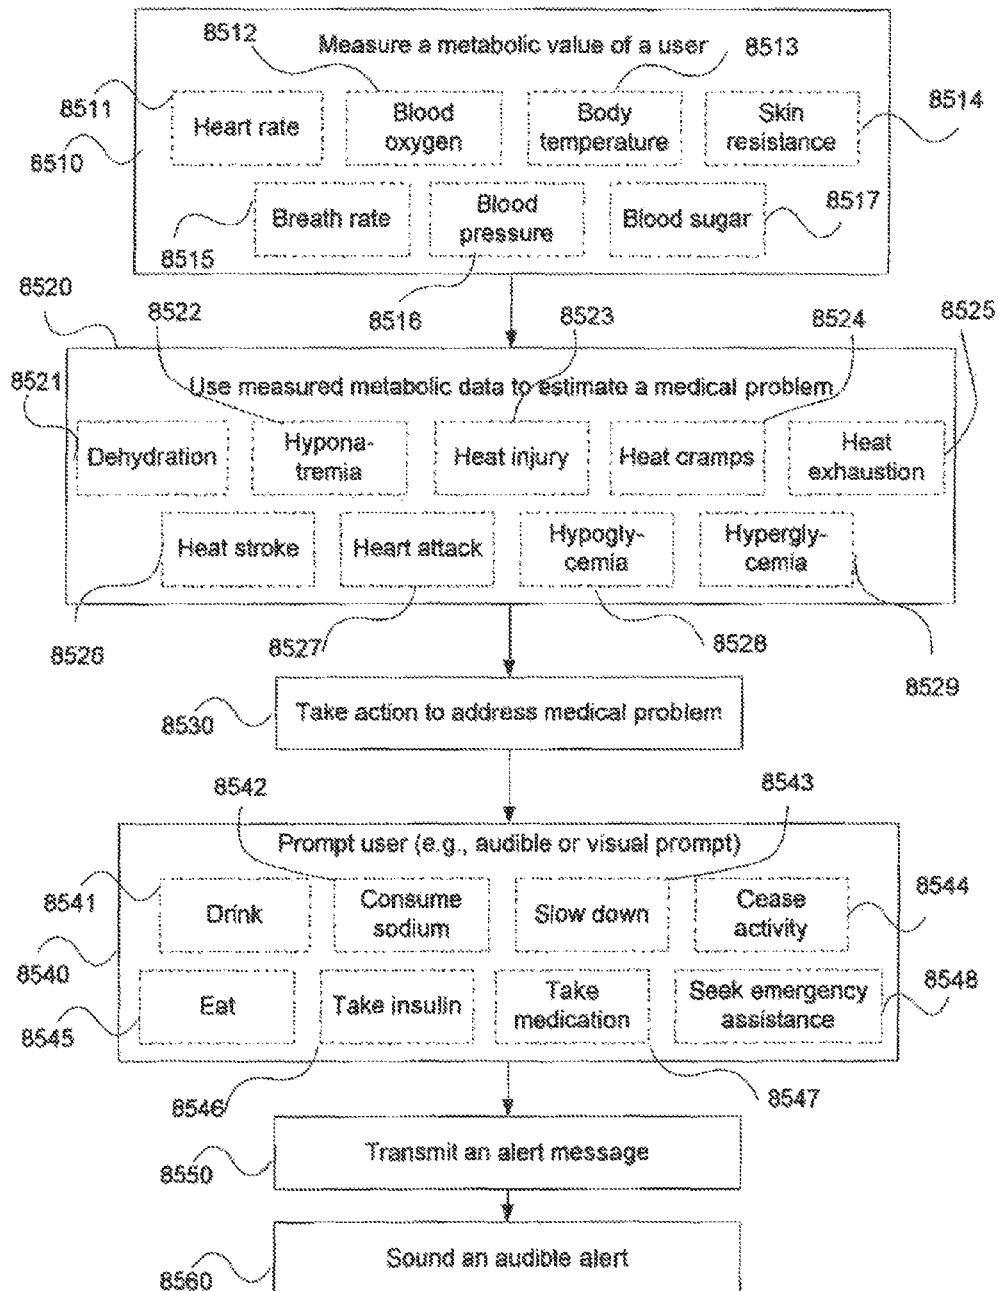 8512
Measure a metabolic value of a user
8513
8511
Heart rate
Blood
oxygen
Body
temperature
Skin
resistance
8514
8510
Breath rate
Blood
pressure
Blood sugar
8517
8515
8516
8520
8522
8523
8524
8525
8521
Use measured metabolic data to estimate a medical problem
Dehydration
Hypona-
tremia
Heat injury
Heat cramps
Heat
exhaustion
Heat stroke
Heart attack
Hypogly-
cemia
Hypergly-
cemia
8526
8527
8528
8529
8530
Take action to address medical problem
8542
8543
Prompt user (e.g., audible or visual prompt)
8541
Drink
Consume
sodium
Slow down
Cease
activity
8544
8540
Eat
Take insulin
Take
medication
Seek emergency
assistance
8548
8545
8546
8547
8550
Transmit an alert message
8560
Sound an audible alert